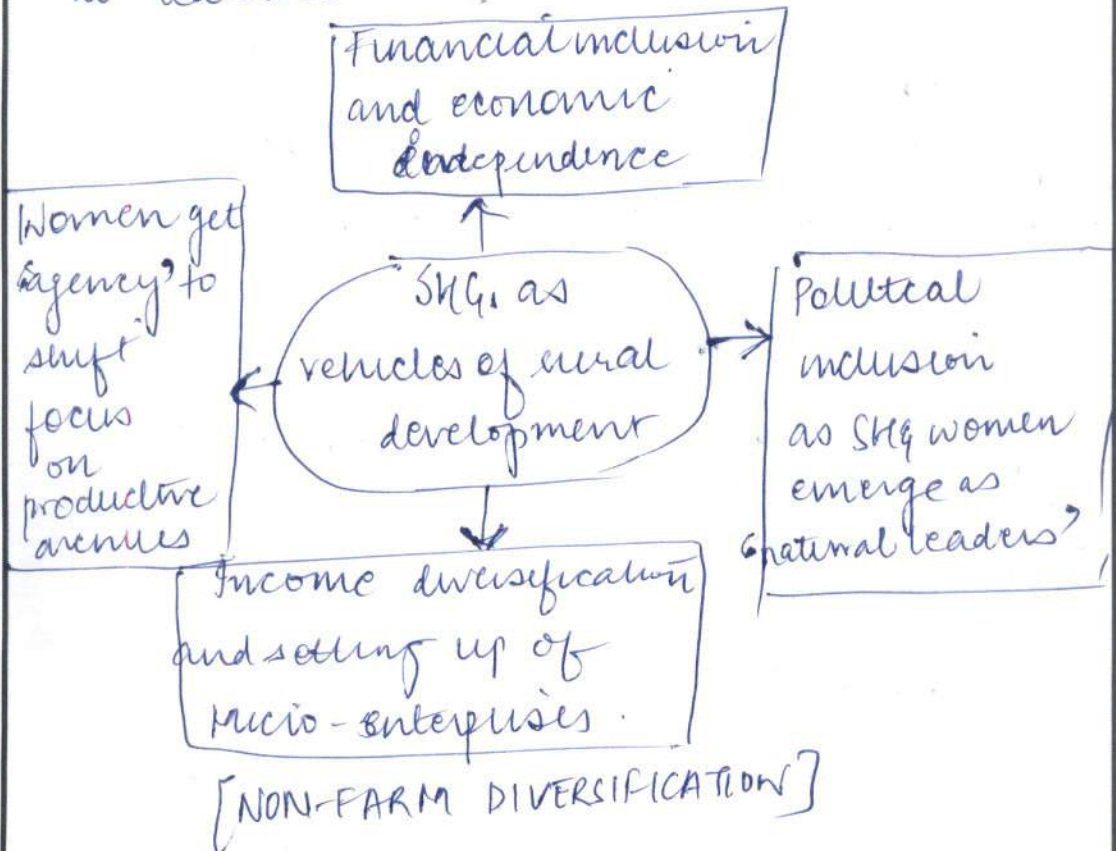 Financial inclusion
and economic
independence
Women get
'agency' to
shift
focus
on
productive
avenues
SHGs as
vehicles of rural
development
Political
inclusion
as SHG women
emerge as
'natural leaders'
Income diversification
and setting up of
Micro-enterprises.
[NON-FARM DIVERSIFICATION]